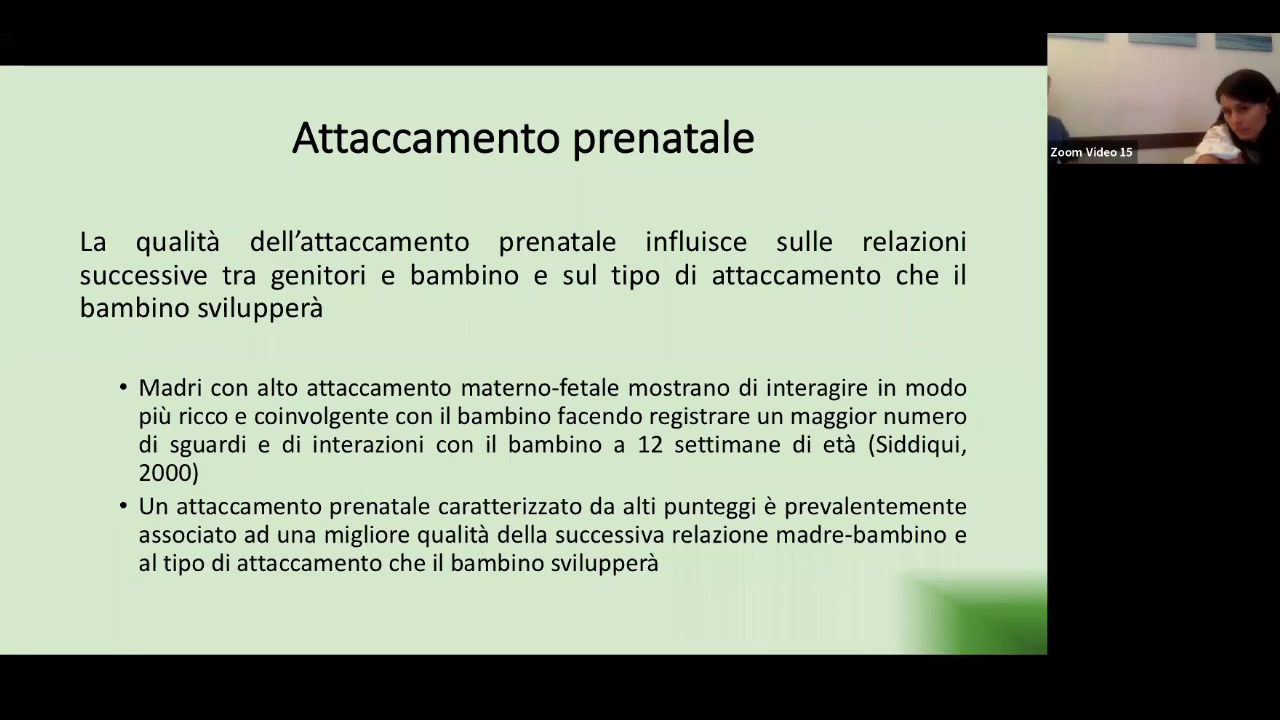 Attaccamento prenatale
La qualità dell’attaccamento prenatale influisce sulle relazioni
successive tra genitori e bambino e sul tipo di attaccamento che il
bambino svilupperà
• Madri con alto attaccamento materno-fetale mostrano di interagire in modo
più ricco e coinvolgente con il bambino facendo registrare un maggior numero
di sguardi e di interazioni con il bambino a 12 settimane di età (Siddiqui,
2000)
• Un attaccamento prenatale caratterizzato da alti punteggi è prevalentemente
associato ad una migliore qualità della successiva relazione madre-bambino e
al tipo di attaccamento che il bambino svilupperà
Zoom Video 15